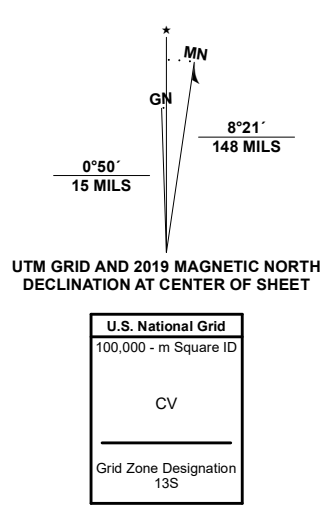 ★
MN
GN
8°21´
148 MILS
0°50´
15 MILS
UTM GRID AND 2019 MAGNETIC NORTH
DECLINATION AT CENTER OF SHEET
U.S. National Grid
100,000 - m Square ID
CV
Grid Zone Designation
13S